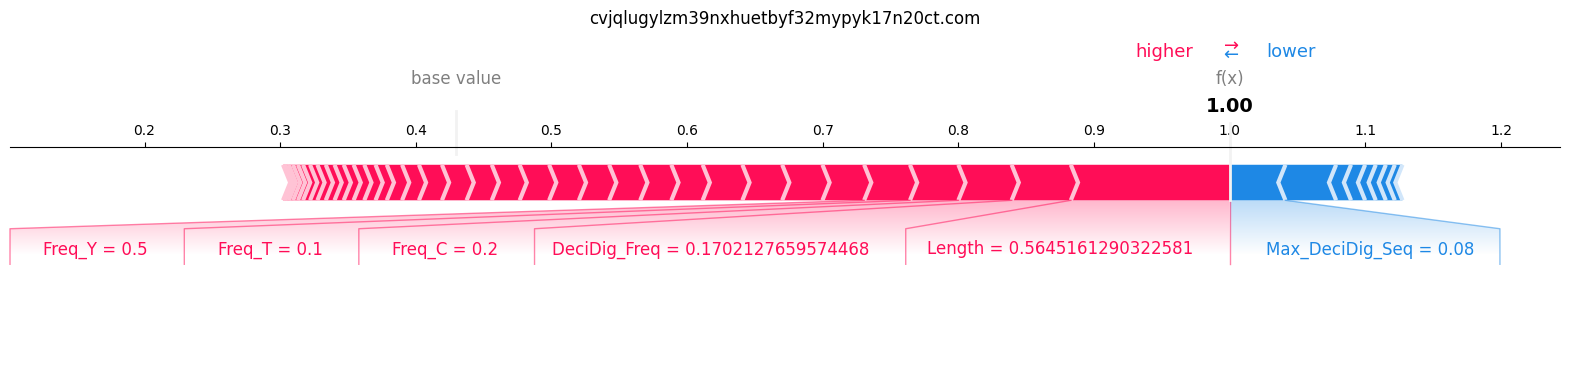 cvjqlugylzm39nxhuetbyf32mypyk17n20ct.com
higher ⇄ lower
base value f(x)
1.00
0.2 0.3 0.4 0.5 0.6 0.7 0.8 0.9 1.0 1.1 1.2
Freq_Y = 0.5 Freq_T = 0.1 Freq_C = 0.2 DeciDig_Freq = 0.1702127659574468 Length = 0.5645161290322581 Max_DeciDig_Seq = 0.08